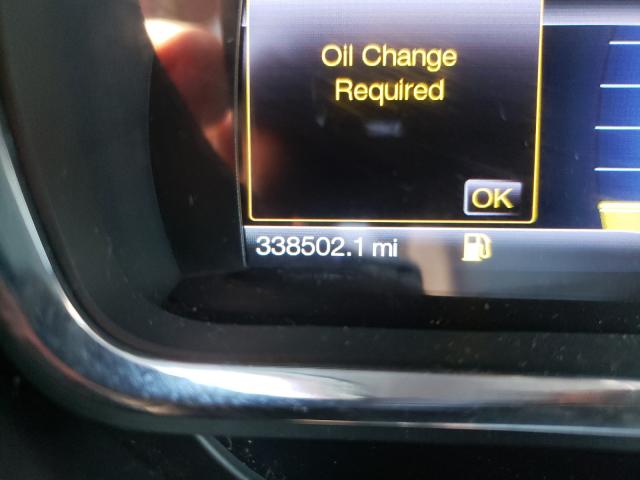 Oil Change
Required
OK
338502.1 mi